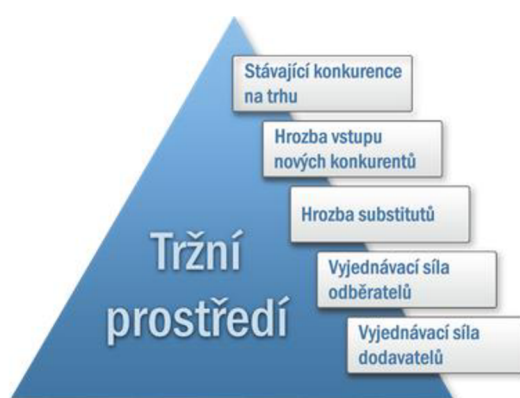 Stávající konkurence
na trhu
Hrozba vstupu
nových konkurentů
Hrozba substitutů
Vyjednávací síla
odběratelů
Vyjednávací síla
dodavatelů
Tržní
prostředí